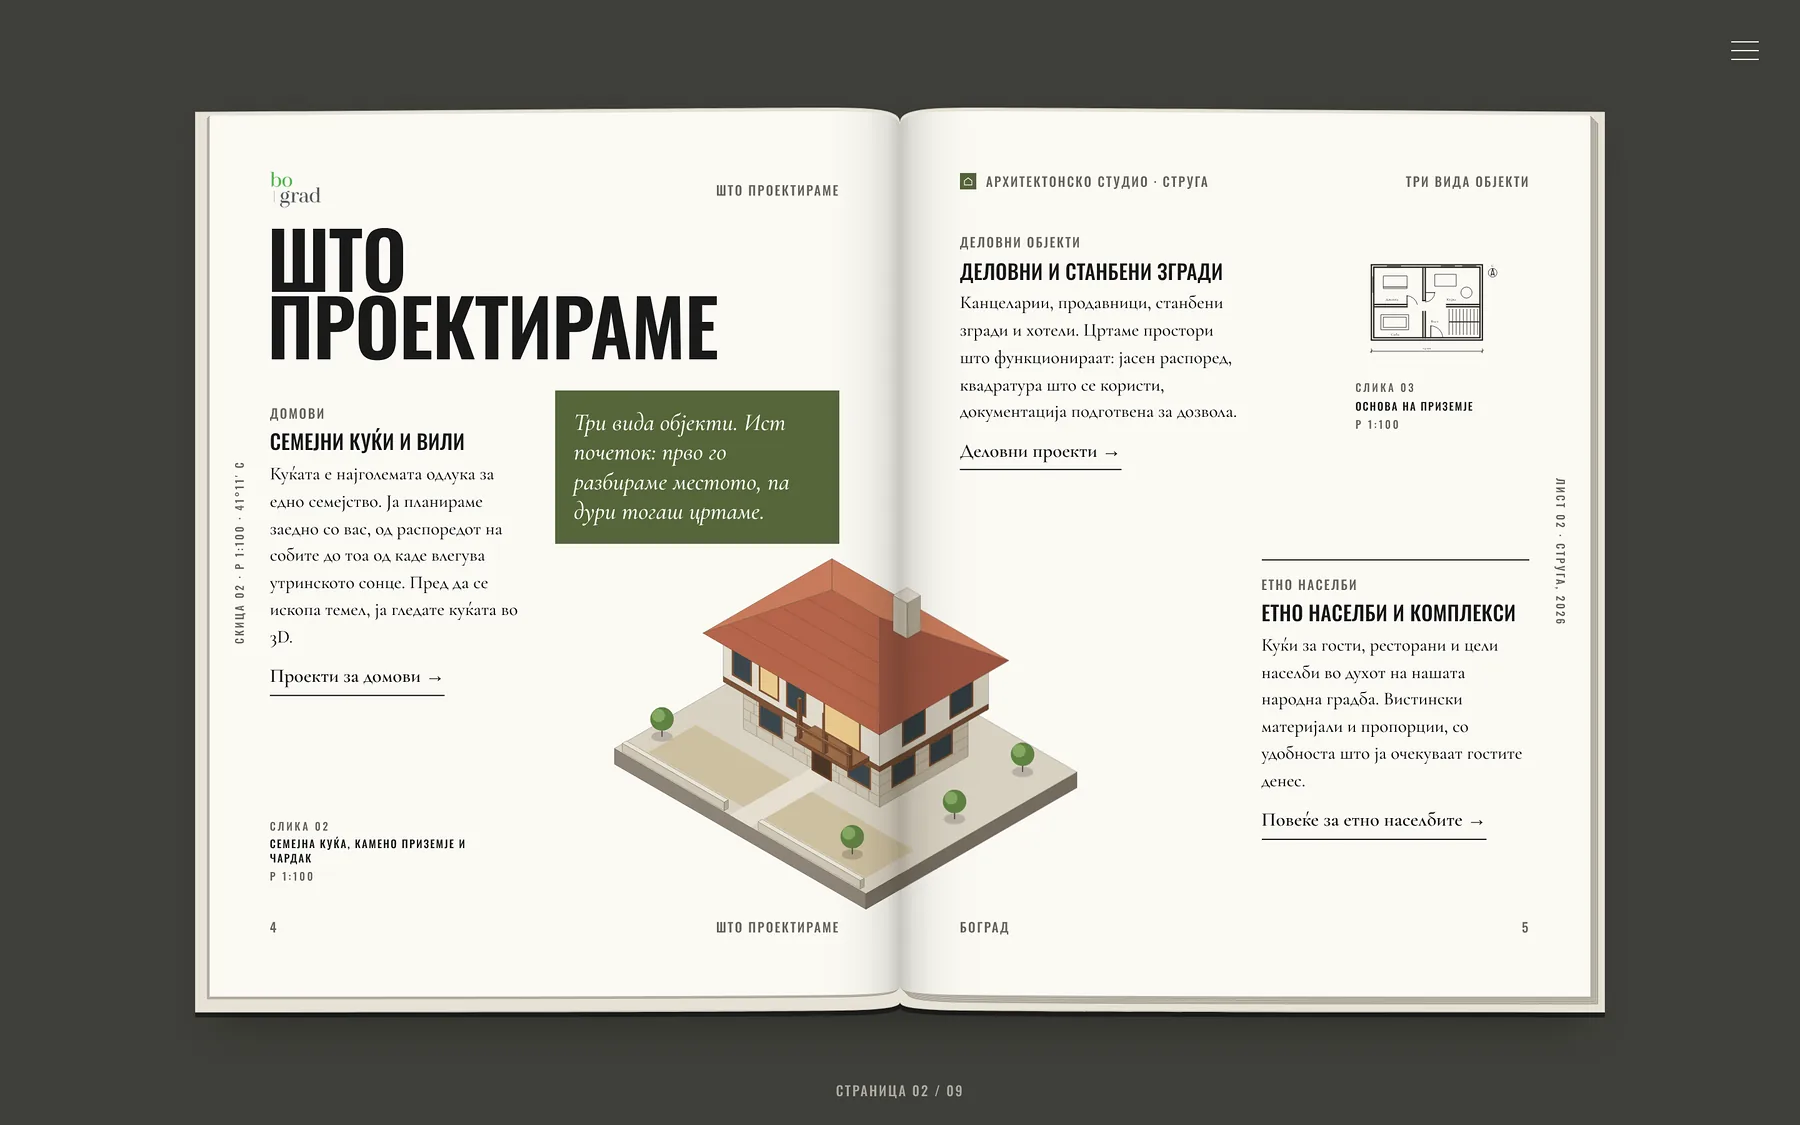 bo
grad
ШТО ПРОЕКТИРАМЕ
ШТО
ПРОЕКТИРАМЕ
ДОМОВИ
СЕМЕЈНИ КУЌИ И ВИЛИ
Куќата е најголемата одлука за
едно семејство. Ја планираме
заедно со вас, од распоредот на
собите до тоа од каде влегува
утринското сонце. Пред да се
ископа темел, ја гледате куќата во
3D.
Проекти за домови →
Три вида објекти. Ист
почеток: прво го
разбираме местото, па
дури тогаш цртаме.
СКИЦА 02 · Р 1:100 · 41°11′ С
СЛИКА 02
СЕМЕЈНА КУЌА, КАМЕНО ПРИЗЕМЈЕ И
ЧАРДАК
Р 1:100
4
ШТО ПРОЕКТИРАМЕ
АРХИТЕКТОНСКО СТУДИО · СТРУГА
ТРИ ВИДА ОБЈЕКТИ
ДЕЛОВНИ ОБЈЕКТИ
ДЕЛОВНИ И СТАНБЕНИ ЗГРАДИ
Канцеларии, продавници, станбени
згради и хотели. Цртаме простори
што функционираат: јасен распоред,
квадратура што се користи,
документација подготвена за дозвола.
Деловни проекти →
СЛИКА 03
ОСНОВА НА ПРИЗЕМЈЕ
Р 1:100
ЕТНО НАСЕЛБИ
ЕТНО НАСЕЛБИ И КОМПЛЕКСИ
Куќи за гости, ресторани и цели
населби во духот на нашата
народна градба. Вистински
материјали и пропорции, со
удобноста што ја очекуваат гостите
денес.
Повеќе за етно населбите →
ЛИСТ 02 · СТРУГА, 2026
БОГРАД
5
СТРАНИЦА 02 / 09